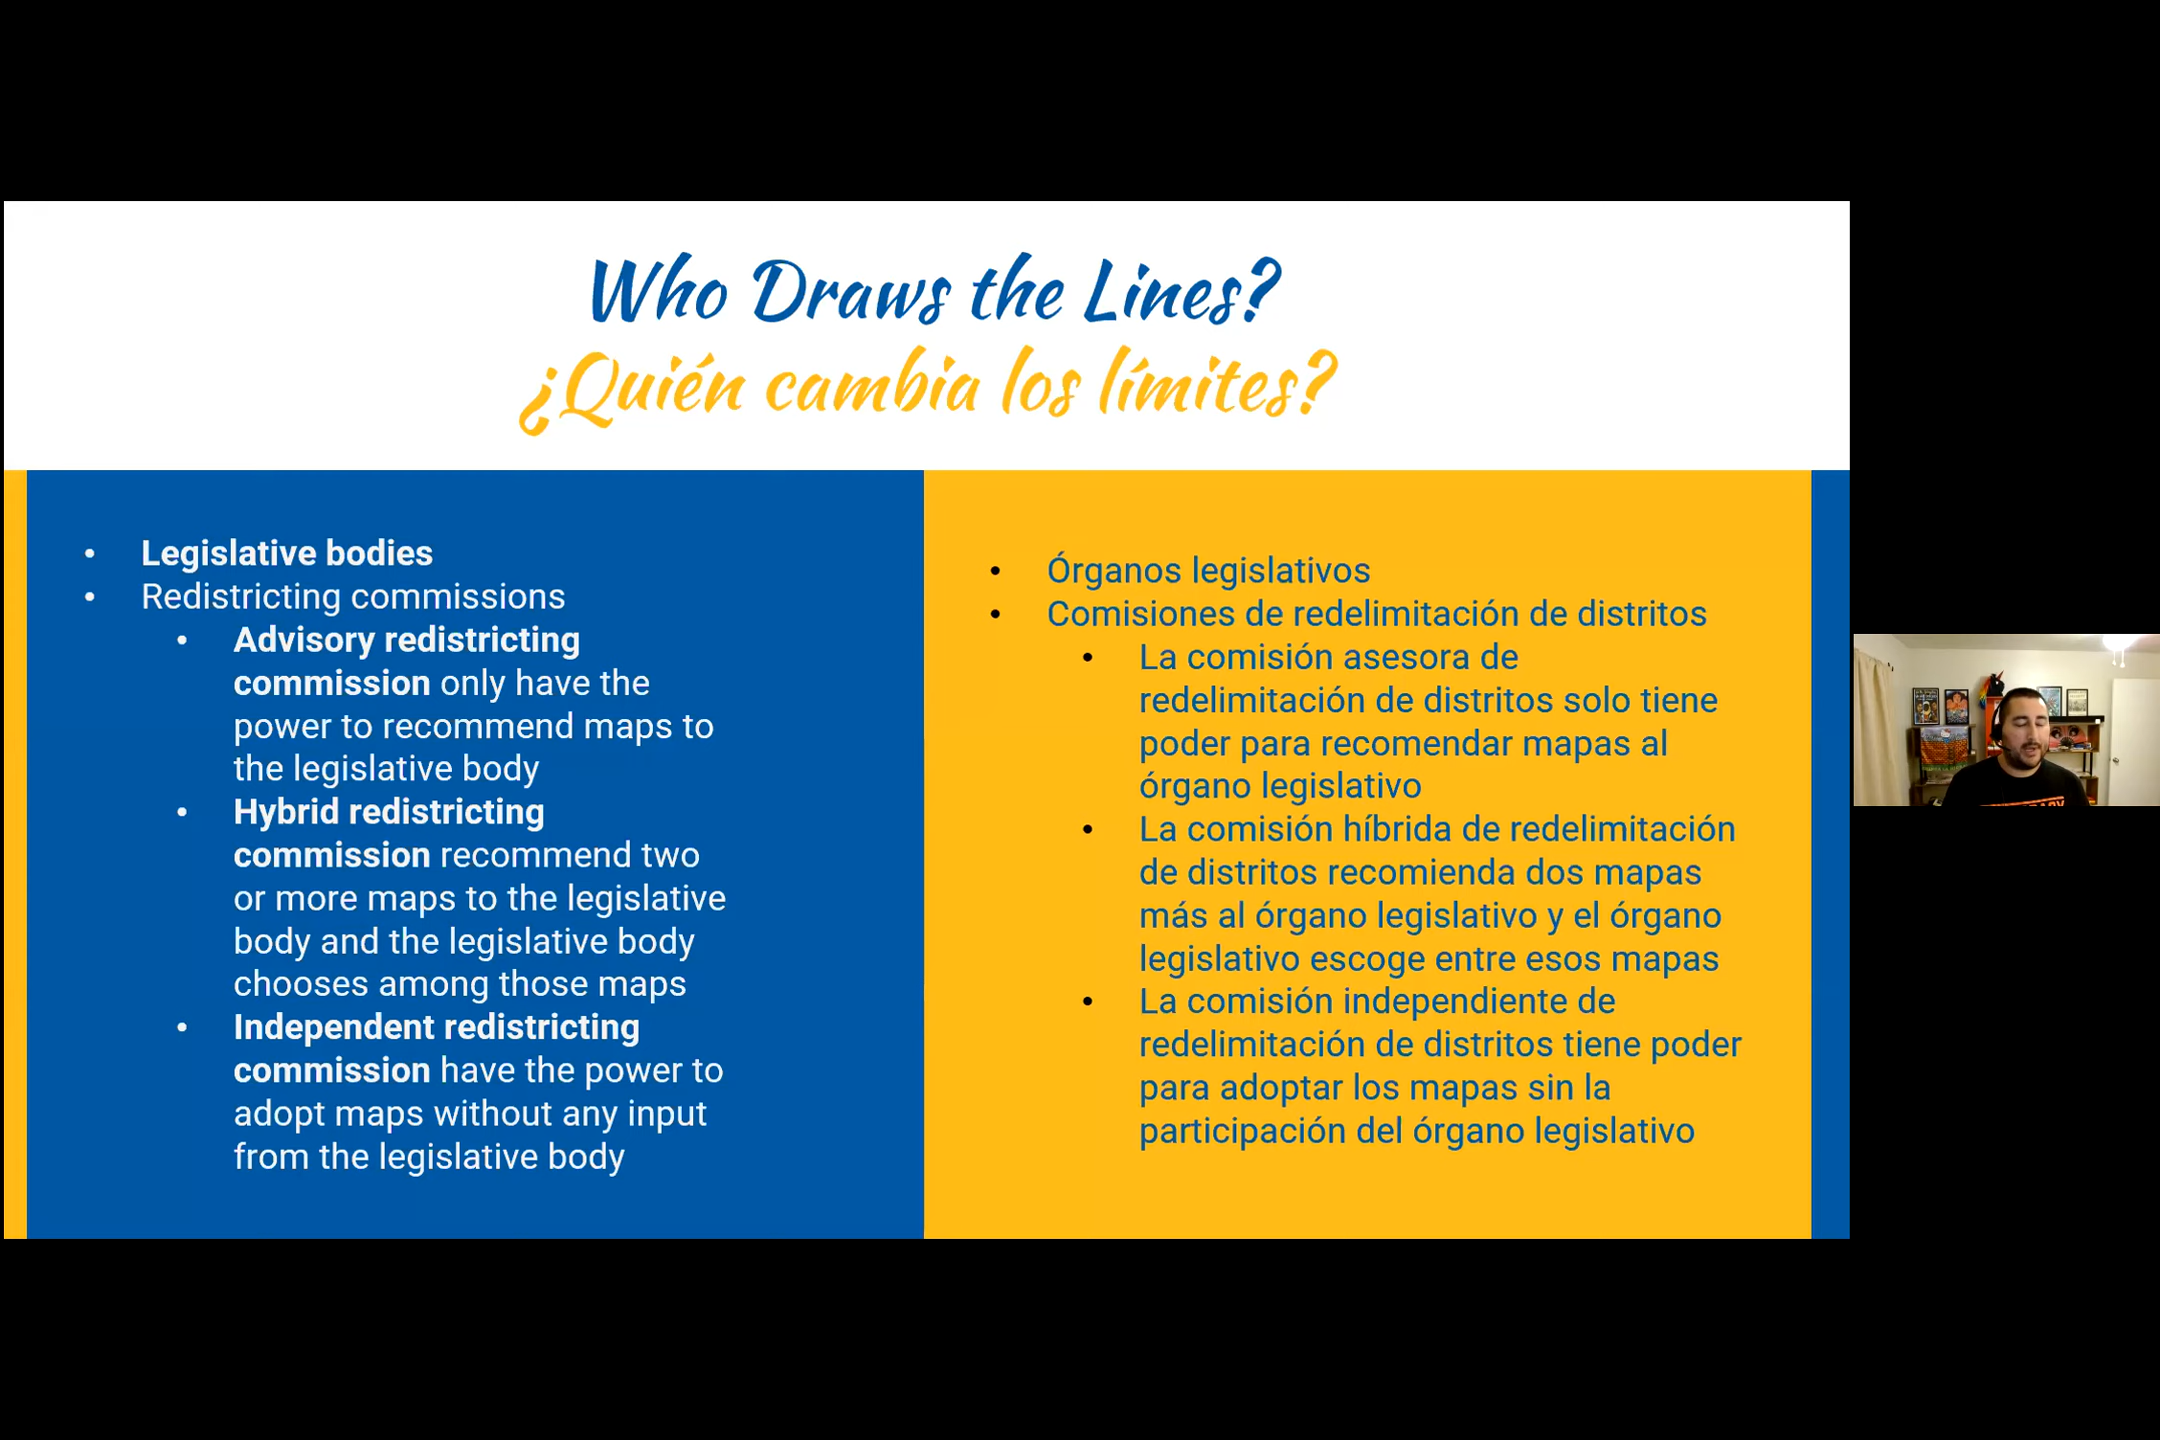 Who Draws the Lines?
¿Quién cambia los límites?
• Legislative bodies
• Redistricting commissions
• Advisory redistricting
commission only have the
power to recommend maps to
the legislative body
• Hybrid redistricting
commission recommend two
or more maps to the legislative
body and the legislative body
chooses among those maps
• Independent redistricting
commission have the power to
adopt maps without any input
from the legislative body
• Órganos legislativos
• Comisiones de redelimitación de distritos
• La comisión asesora de
redelimitación de distritos solo tiene
poder para recomendar mapas al
órgano legislativo
• La comisión híbrida de redelimitación
de distritos recomienda dos mapas
más al órgano legislativo y el órgano
legislativo escoge entre esos mapas
• La comisión independiente de
redelimitación de distritos tiene poder
para adoptar los mapas sin la
participación del órgano legislativo